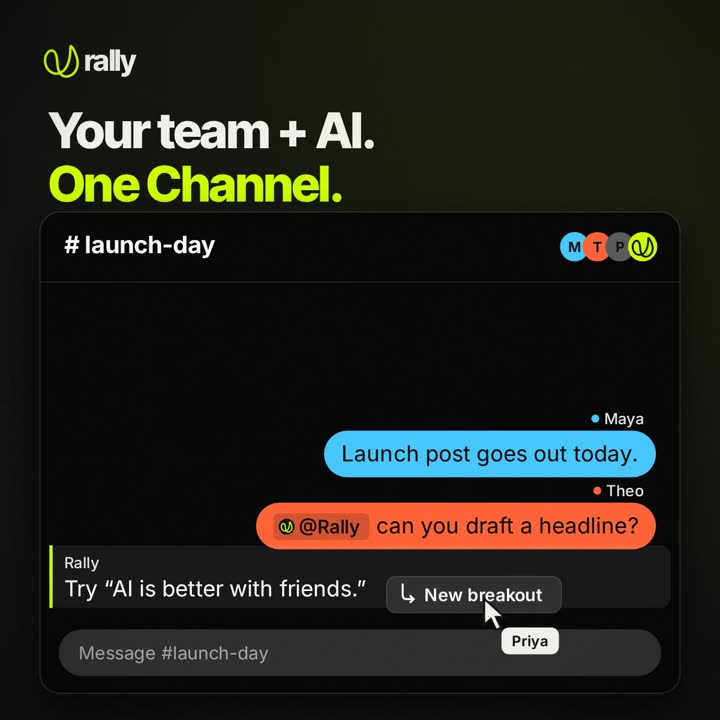 rally
Your team + AI.
One Channel.
# launch-day
M T P
Maya
Launch post goes out today.
Theo
@Rally can you draft a headline?
Rally
Try “AI is better with friends.”
New breakout
Priya
Message #launch-day